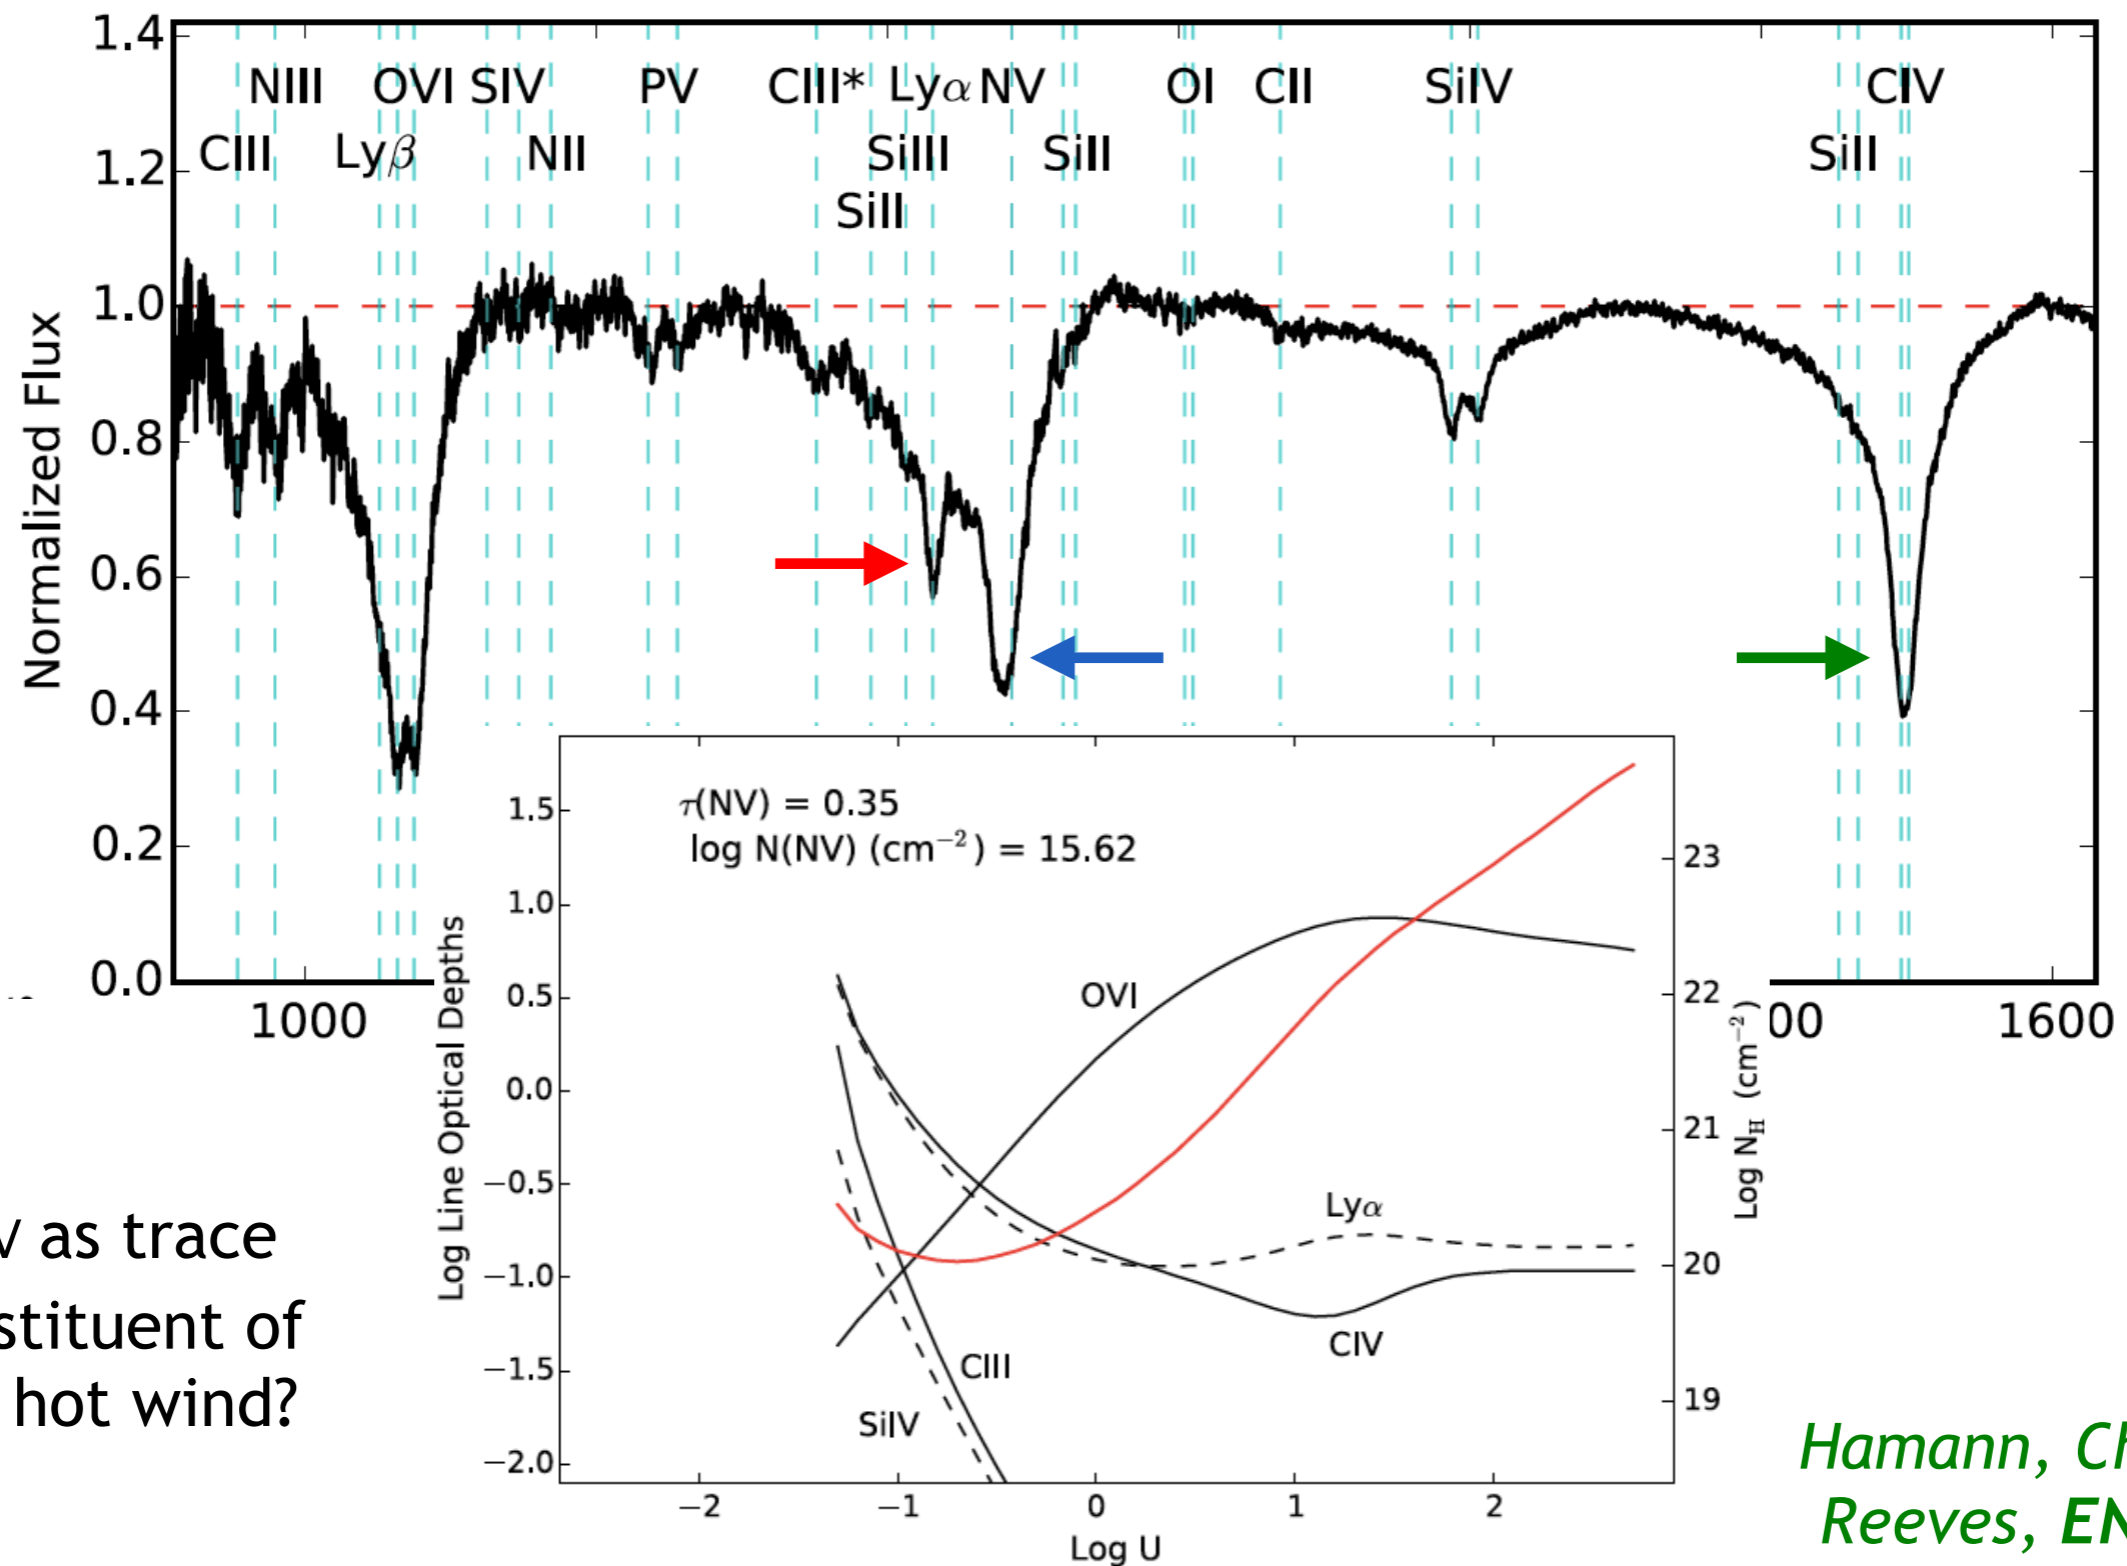 1.4
NIII OVI SIV PV CIII* Lyα NV OI CII SiIV CIV
CIII Lyβ NII SiIII SiII SiII
1.2
SiII
1.0
Normalized Flux
0.8
0.6
0.4
0.2
0.0
1000 00 1600
τ(NV) = 0.35
log N(NV) (cm⁻²) = 15.62
1.5
1.0
0.5
0.0
−0.5
−1.0
−1.5
−2.0
Log Line Optical Depths
OVI
Lyα
CIV
CIII
SiIV
23
22
21
20
19
Log N_H (cm⁻²)
−2 −1 0 1 2
Log U
as trace
stituent of
hot wind?
Hamann,
Reeves,